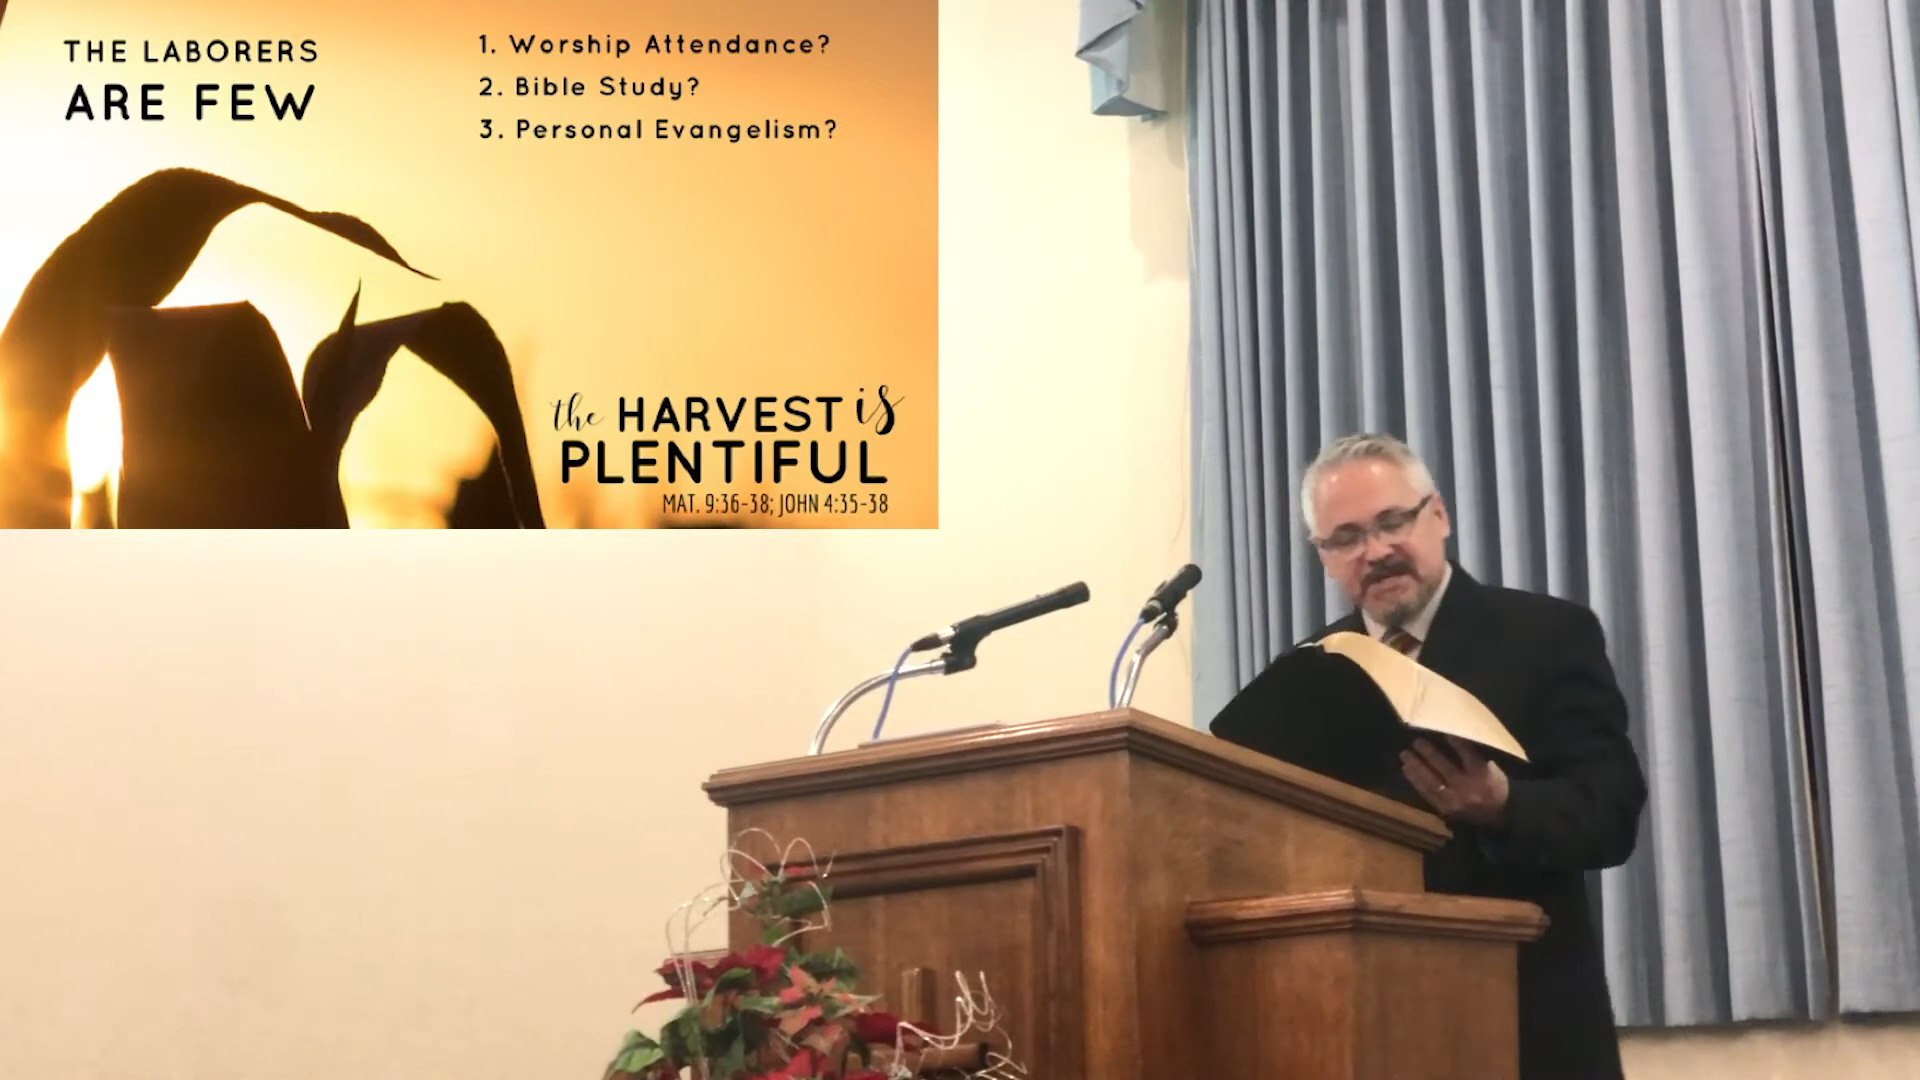 THE LABORERS
ARE FEW
1. Worship Attendance?
2. Bible Study?
3. Personal Evangelism?
the HARVEST is
PLENTIFUL
MAT. 9:36-38; JOHN 4:35-38